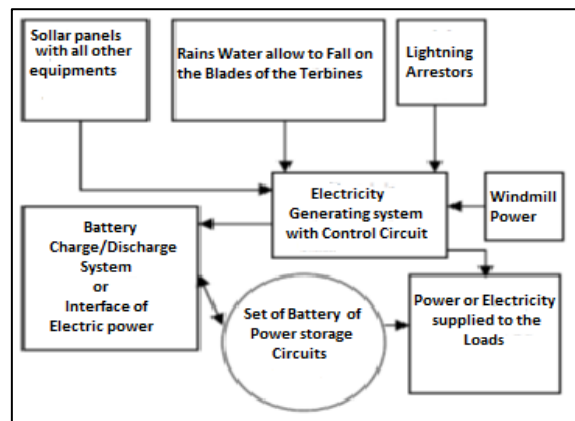 Sollar panels
with all other
equipments
Rains Water allow to Fall on
the Blades of the Terbines
Lightning
Arrestors
Electricity
Generating system
with Control Circuit
Windmill
Power
Battery
Charge/Discharge
System
or
Interface of
Electric power
Set of Battery of
Power storage
Circuits
Power or Electricity
supplied to the
Loads